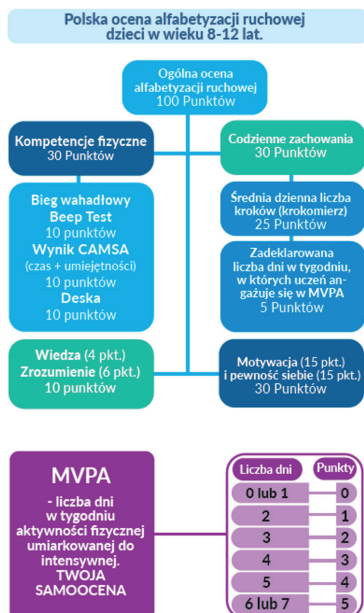 Polska ocena alfabetyzacji ruchowej
dzieci w wieku 8-12 lat.
Ogólna ocena
alfabetyzacji ruchowej
100 Punktów
Kompetencje fizyczne
30 Punktów
Codzienne zachowania
30 Punktów
Bieg wahadłowy
Beep Test
10 punktów
Wynik CAMSA
(czas + umiejętności)
10 punktów
Deska
10 punktów
Średnia dzienna liczba
kroków (krokomierz)
25 Punktów
Zadeklarowana
liczba dni w tygodniu,
w których uczeń an-
gażuje się w MVPA
5 Punktów
Wiedza (4 pkt.)
Zrozumienie (6 pkt.)
10 punktów
Motywacja (15 pkt.)
i pewność siebie (15 pkt.)
30 Punktów
MVPA
- liczba dni
w tygodniu
aktywności fizycznej
umiarkowanej do
intensywnej.
TWOJA
SAMOOCENA
Liczba dni Punkty
0 lub 1 0
2 1
3 2
4 3
5 4
6 lub 7 5